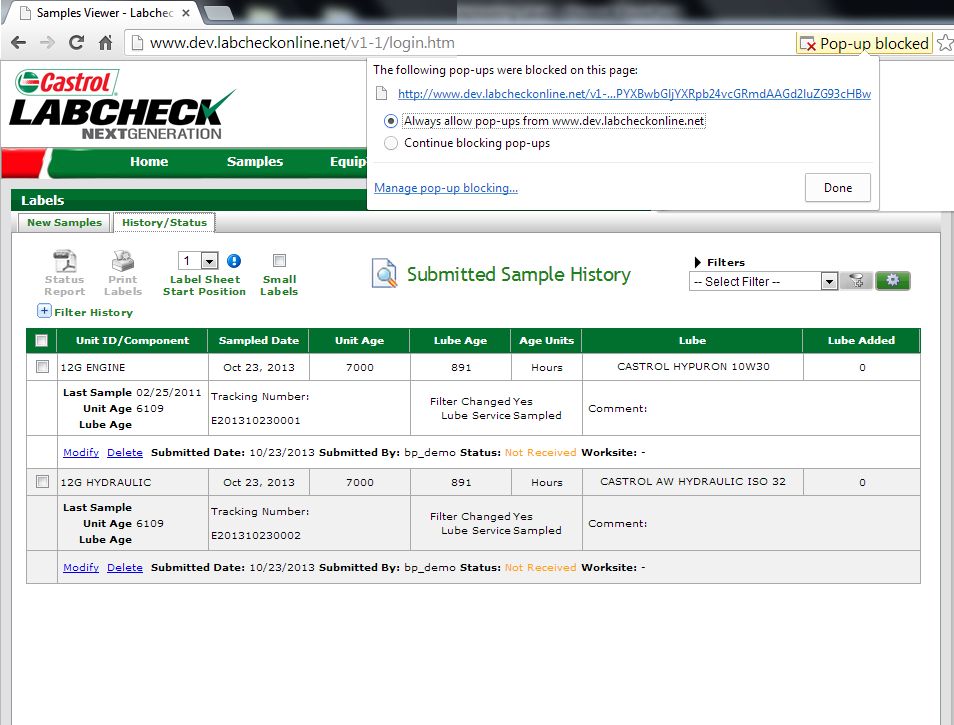 Samples Viewer - Labchec
www.dev.labcheckonline.net/v1-1/login.htm
Pop-up blocked
The following pop-ups were blocked on this page:
http://www.dev.labcheckonline.net/v1-...PYXBwbGljYXRpb24vcGRmdAAGd2luZG93cHBw
Always allow pop-ups from www.dev.labcheckonline.net
Continue blocking pop-ups
Manage pop-up blocking...
Done
Castrol
LABCHECK
NEXT GENERATION
Home Samples Equip
Labels
New Samples History/Status
Status Report
Print Labels
1
Label Sheet Start Position
Small Labels
Submitted Sample History
Filters
-- Select Filter --
Filter History
Unit ID/Component Sampled Date Unit Age Lube Age Age Units Lube Lube Added
12G ENGINE Oct 23, 2013 7000 891 Hours CASTROL HYPURON 10W30 0
Last Sample 02/25/2011
Unit Age 6109
Lube Age
Tracking Number:
E201310230001
Filter Changed Yes
Lube Service Sampled
Comment:
Modify Delete Submitted Date: 10/23/2013 Submitted By: bp_demo Status: Not Received Worksite: -
12G HYDRAULIC Oct 23, 2013 7000 891 Hours CASTROL AW HYDRAULIC ISO 32 0
Last Sample
Unit Age 6109
Lube Age
Tracking Number:
E201310230002
Filter Changed Yes
Lube Service Sampled
Comment:
Modify Delete Submitted Date: 10/23/2013 Submitted By: bp_demo Status: Not Received Worksite: -